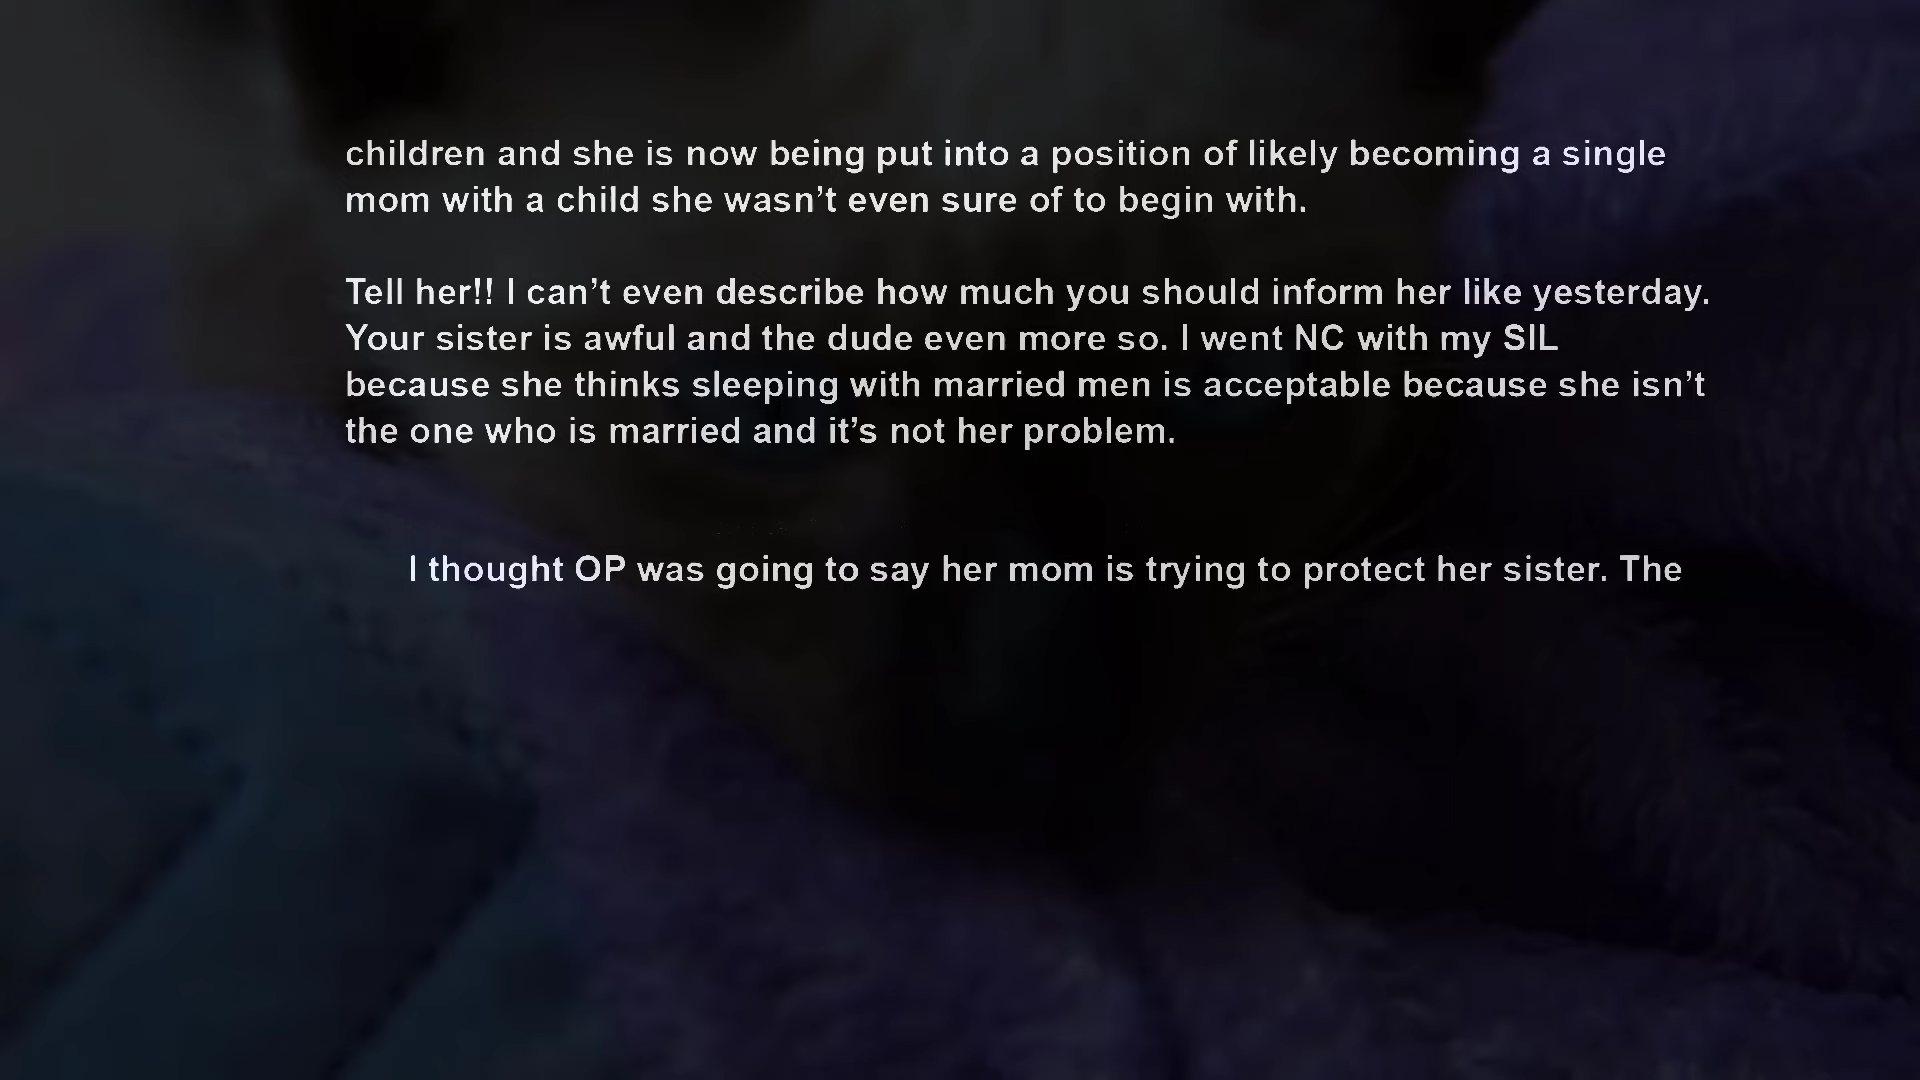 children and she is now being put into a position of likely becoming a single
mom with a child she wasn't even sure of to begin with.
Tell her!! I can't even describe how much you should inform her like yesterday.
Your sister is awful and the dude even more so. I went NC with my SIL
because she thinks sleeping with married men is acceptable because she isn't
the one who is married and it's not her problem.
I thought OP was going to say her mom is trying to protect her sister. The